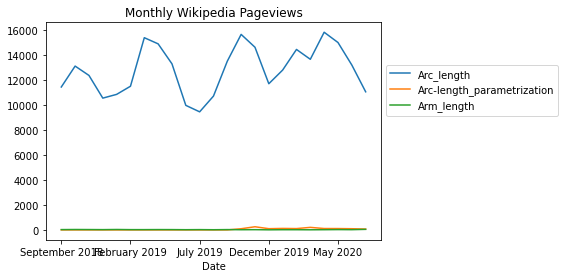 Monthly Wikipedia Pageviews
16000
14000
12000
10000
8000
6000
4000
2000
0
September 2018 February 2019 July 2019 December 2019 May 2020
Date
Arc_length
Arc-length_parametrization
Arm_length